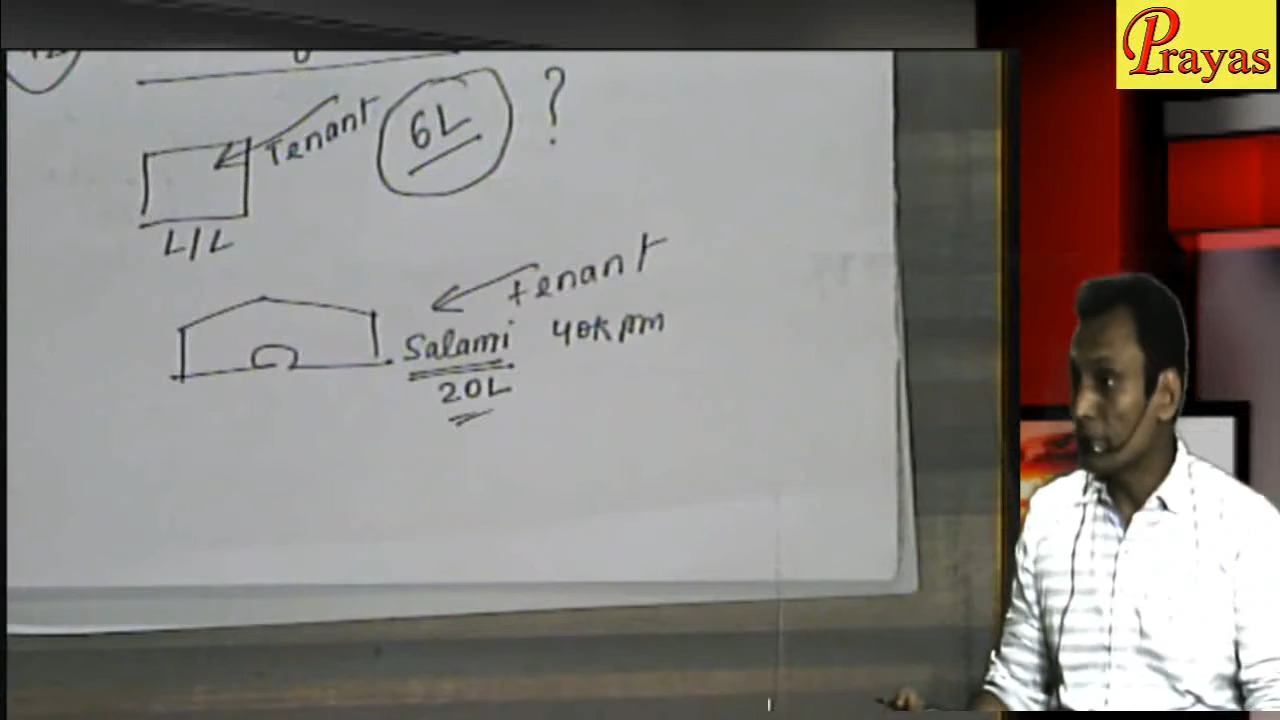 Prayas
Tenant 6L ?
L/L
tenant
Salami 40k pm
20L